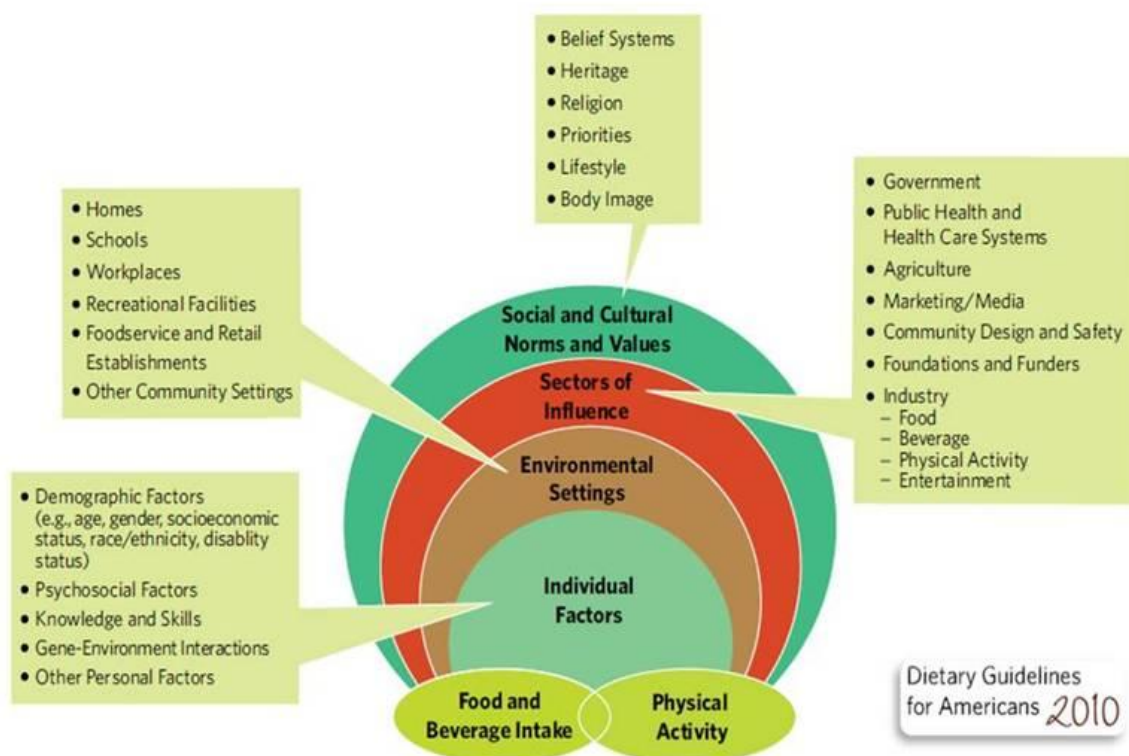 • Belief Systems
• Heritage
• Religion
• Priorities
• Lifestyle
• Body Image
• Homes
• Schools
• Workplaces
• Recreational Facilities
• Foodservice and Retail
Establishments
• Other Community Settings
• Government
• Public Health and
Health Care Systems
• Agriculture
• Marketing/Media
• Community Design and Safety
• Foundations and Funders
• Industry
– Food
– Beverage
– Physical Activity
– Entertainment
Social and Cultural
Norms and Values
Sectors of
Influence
Environmental
Settings
• Demographic Factors
(e.g., age, gender, socioeconomic
status, race/ethnicity, disablity
status)
• Psychosocial Factors
• Knowledge and Skills
• Gene-Environment Interactions
• Other Personal Factors
Individual
Factors
Food and
Beverage Intake
Physical
Activity
Dietary Guidelines
for Americans 2010